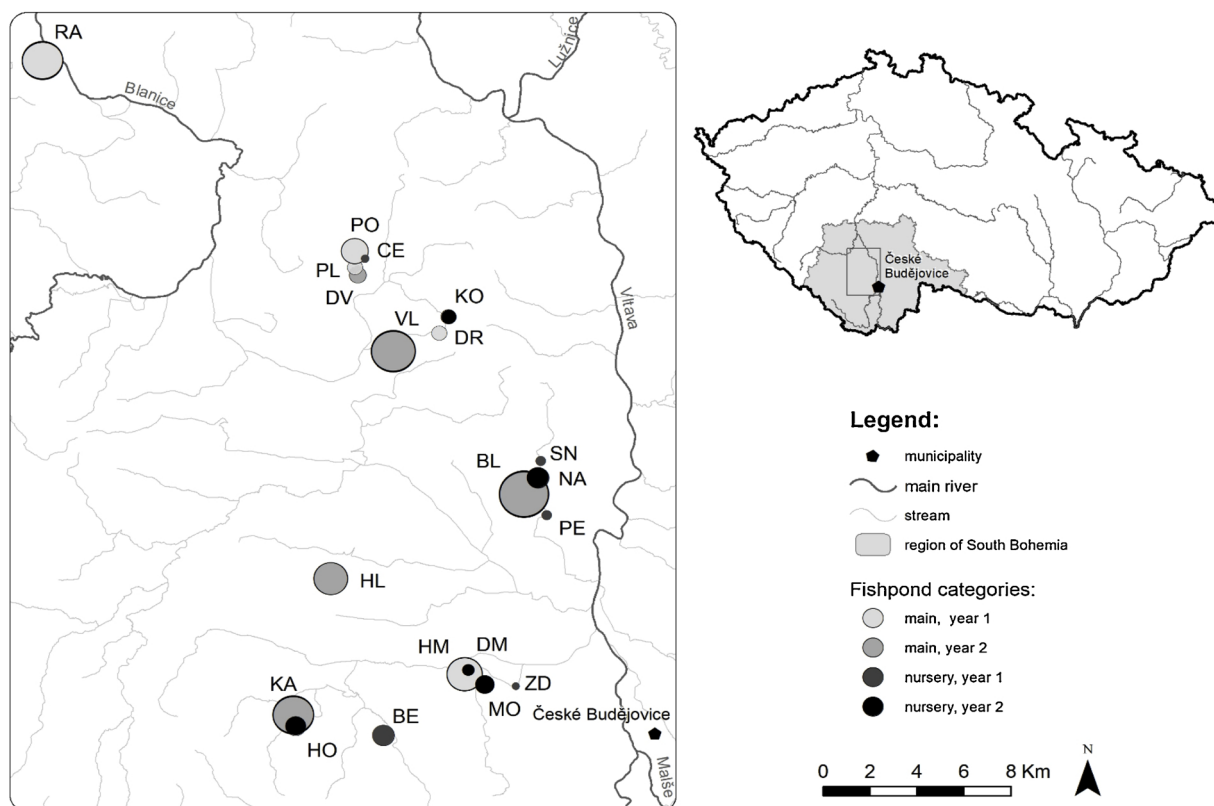 RA
Blanice
Lužnice
PO
CE
PL
DV
KO
VL
DR
Vltava
SN
BL
NA
PE
HL
HM
DM
KA
ZD
MO
BE
České Budějovice
HO
Malše
České
Budějovice
Legend:
municipality
main river
stream
region of South Bohemia
Fishpond categories:
main, year 1
main, year 2
nursery, year 1
nursery, year 2
0 2 4 6 8 Km
N